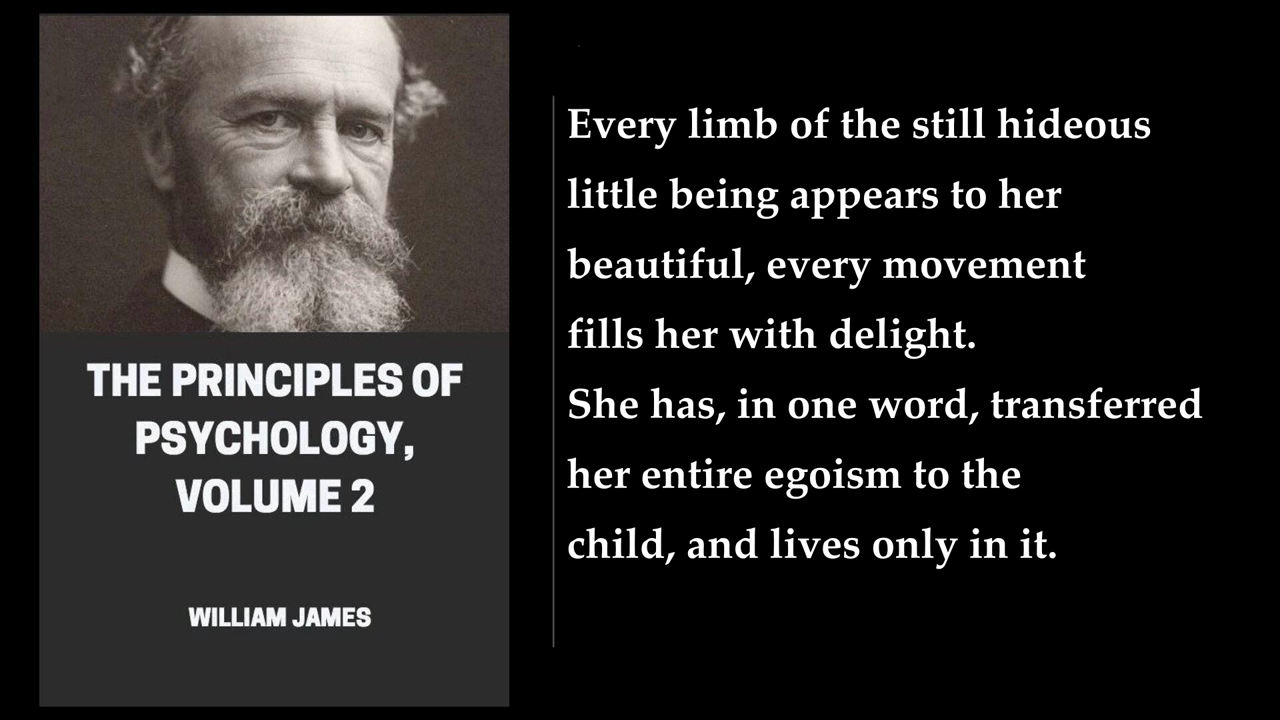 THE PRINCIPLES OF
PSYCHOLOGY,
VOLUME 2
WILLIAM JAMES
Every limb of the still hideous
little being appears to her
beautiful, every movement
fills her with delight.
She has, in one word, transferred
her entire egoism to the
child, and lives only in it.